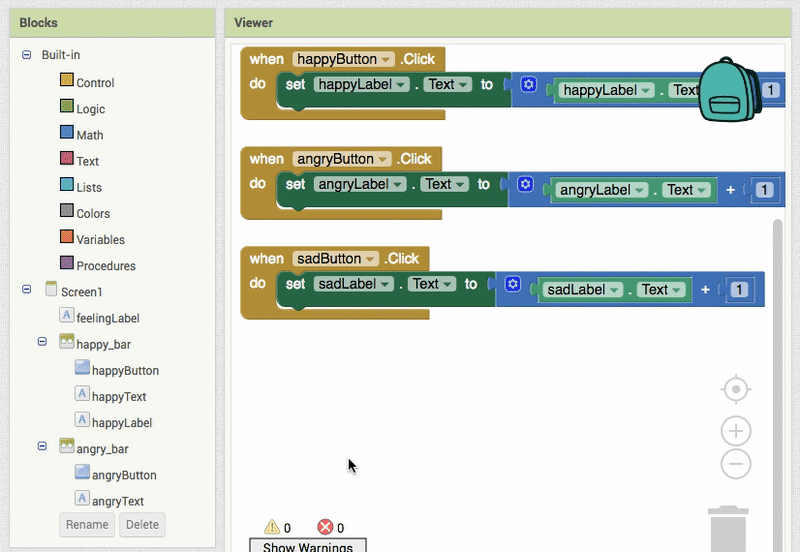 Blocks
Built-in
Control
Logic
Math
Text
Lists
Colors
Variables
Procedures
Screen1
feelingLabel
happy_bar
happyButton
happyText
happyLabel
angry_bar
angryButton
angryText
Rename Delete
Viewer
when happyButton .Click
do set happyLabel . Text to happyLabel . Text 1
when angryButton .Click
do set angryLabel . Text to angryLabel . Text + 1
when sadButton .Click
do set sadLabel . Text to sadLabel . Text + 1
0 0
Show Warnings